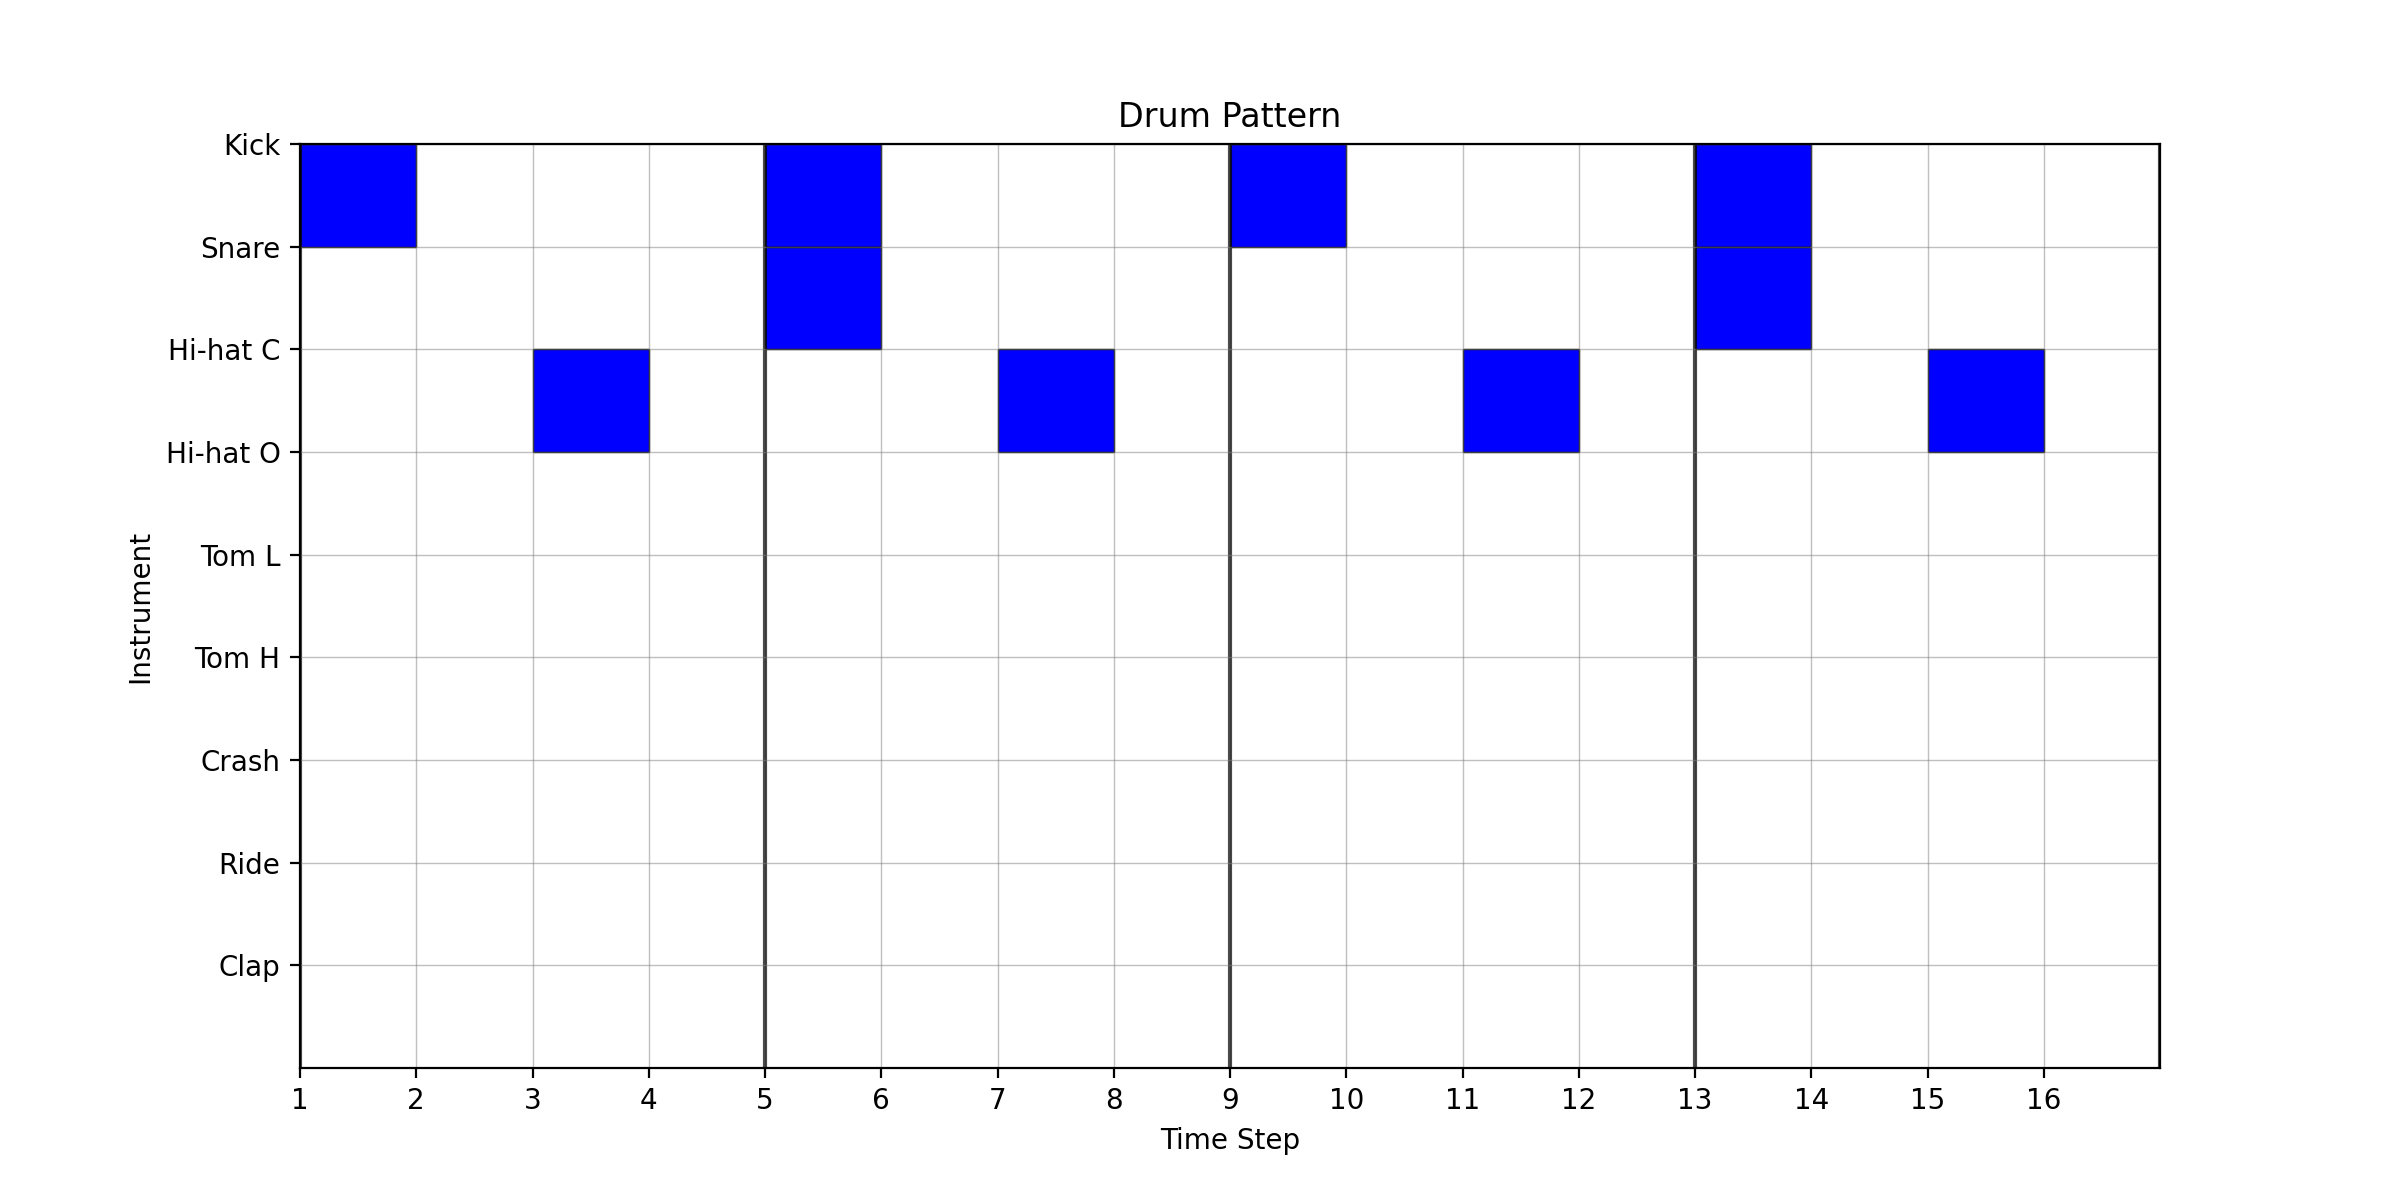 Drum Pattern
Kick
Snare
Hi-hat C
Hi-hat O
Tom L
Tom H
Crash
Ride
Clap
Instrument
1 2 3 4 5 6 7 8 9 10 11 12 13 14 15 16
Time Step